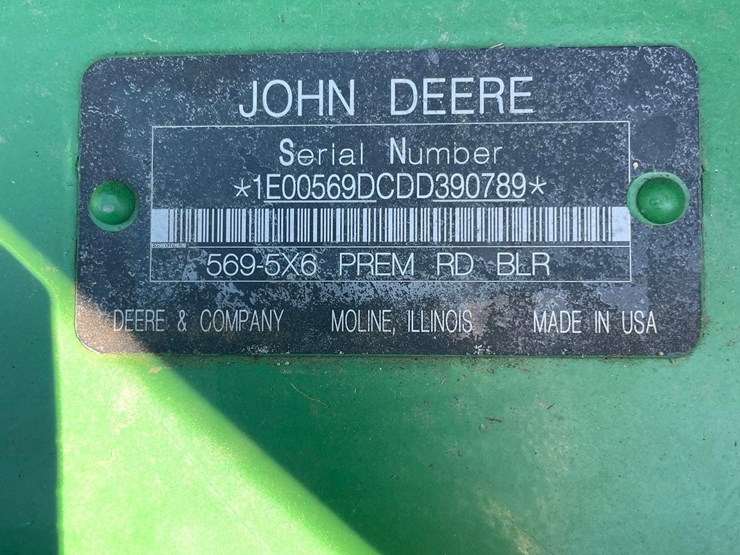 JOHN DEERE
Serial Number
*1E00569DCDD390789*
569-5X6 PREM RD BLR
DEERE & COMPANY MOLINE, ILLINOIS MADE IN USA